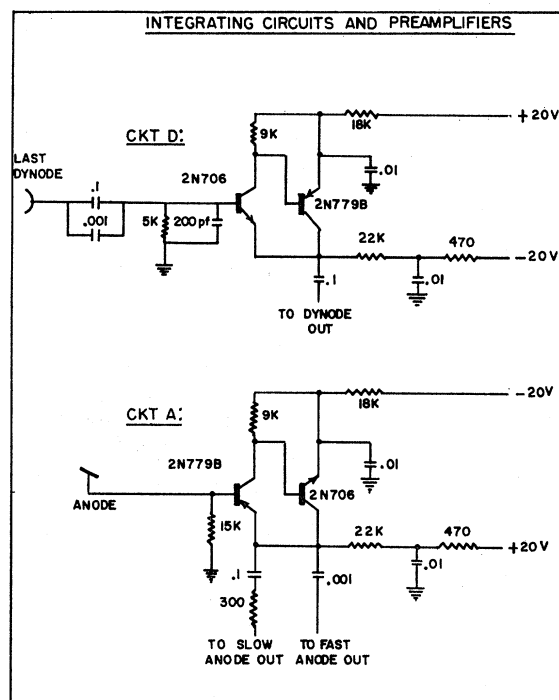 INTEGRATING CIRCUITS AND PREAMPLIFIERS
CKT D:
9K
18K
+20V
LAST
DYNODE
.1
.001
2N706
5K
200pf
.01
2N779B
22K
470
-20V
.1
.01
TO DYNODE
OUT
CKT A:
9K
18K
-20V
2N779B
.01
2N706
ANODE
15K
22K
470
+20V
.1
.001
.01
300
TO SLOW
ANODE OUT
TO FAST
ANODE OUT